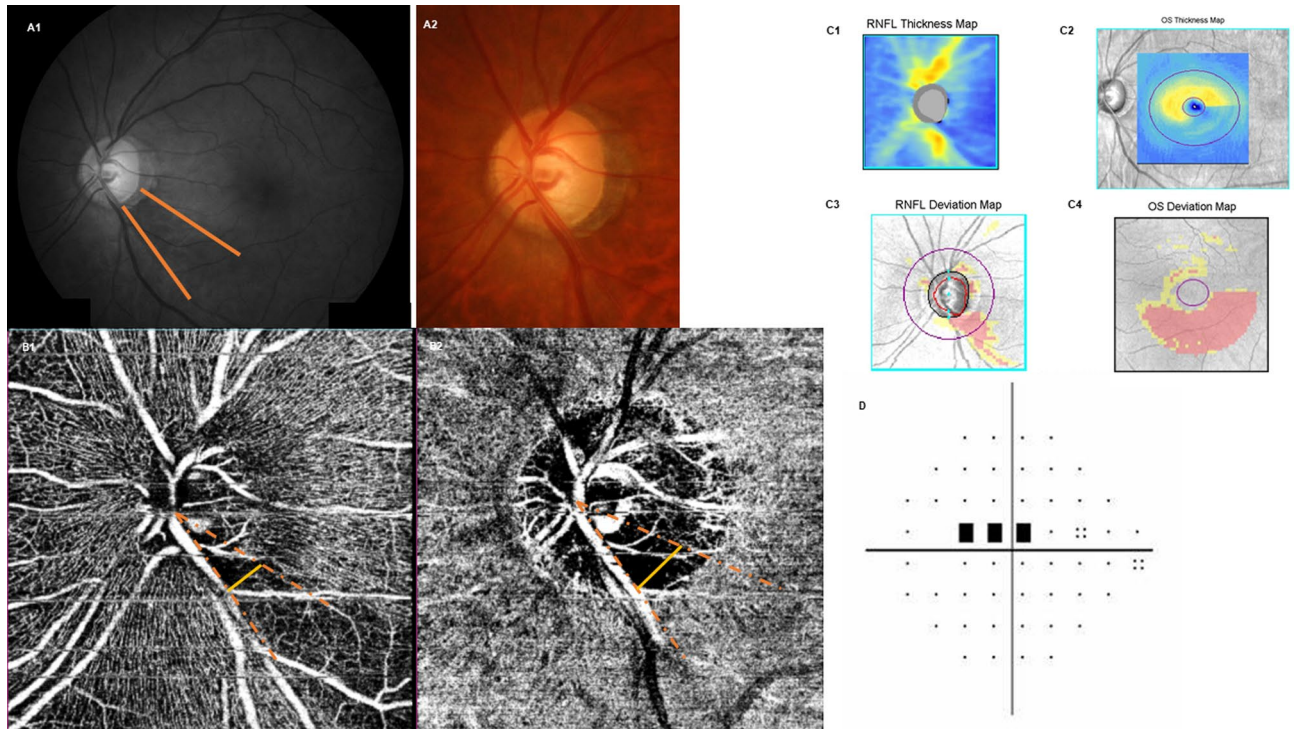 A1
A2
C1
RNFL Thickness Map
C2
OS Thickness Map
C3
RNFL Deviation Map
C4
OS Deviation Map
B1
B2
D